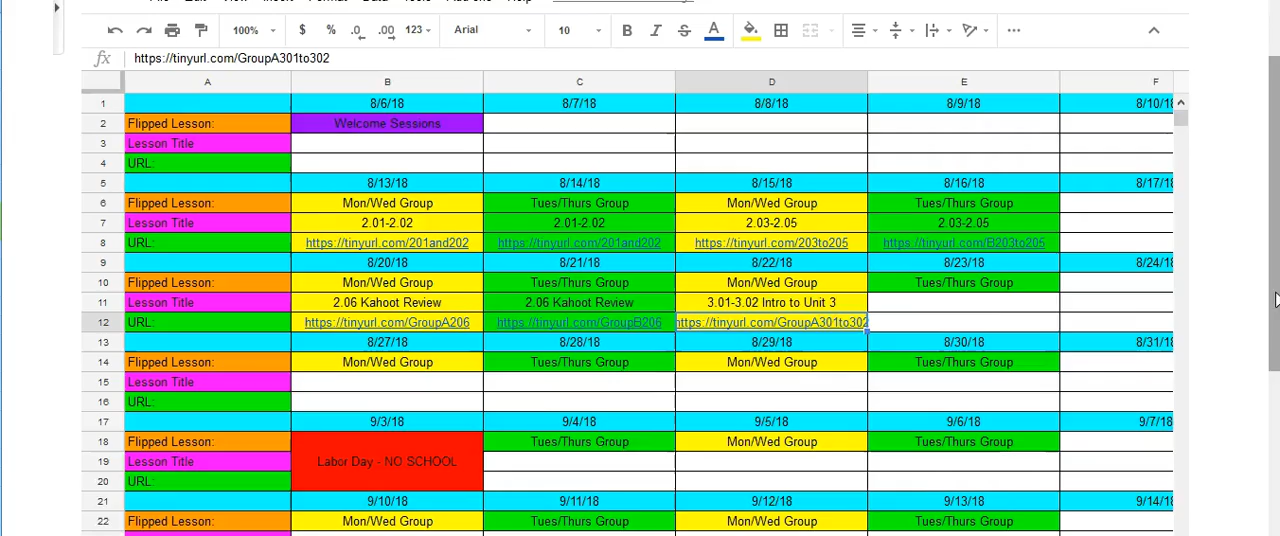 100% $ % .0 .00 123 Arial 10 B I S A
fx https://tinyurl.com/GroupA301to302
A B C D E F
1 8/6/18 8/7/18 8/8/18 8/9/18 8/10/18
2 Flipped Lesson: Welcome Sessions
3 Lesson Title
4 URL:
5 8/13/18 8/14/18 8/15/18 8/16/18 8/17/18
6 Flipped Lesson: Mon/Wed Group Tues/Thurs Group Mon/Wed Group Tues/Thurs Group
7 Lesson Title 2.01-2.02 2.01-2.02 2.03-2.05 2.03-2.05
8 URL: https://tinyurl.com/201and202 https://tinyurl.com/201and202 https://tinyurl.com/203to205 https://tinyurl.com/B203to205
9 8/20/18 8/21/18 8/22/18 8/23/18 8/24/18
10 Flipped Lesson: Mon/Wed Group Tues/Thurs Group Mon/Wed Group Tues/Thurs Group
11 Lesson Title 2.06 Kahoot Review 2.06 Kahoot Review 3.01-3.02 Intro to Unit 3
12 URL: https://tinyurl.com/GroupA206 https://tinyurl.com/GroupB206 https://tinyurl.com/GroupA301to302
13 8/27/18 8/28/18 8/29/18 8/30/18 8/31/18
14 Flipped Lesson: Mon/Wed Group Tues/Thurs Group Mon/Wed Group Tues/Thurs Group
15 Lesson Title
16 URL:
17 9/3/18 9/4/18 9/5/18 9/6/18 9/7/18
18 Flipped Lesson: Tues/Thurs Group Mon/Wed Group Tues/Thurs Group
19 Lesson Title Labor Day - NO SCHOOL
20 URL:
21 9/10/18 9/11/18 9/12/18 9/13/18 9/14/18
22 Flipped Lesson: Mon/Wed Group Tues/Thurs Group Mon/Wed Group Tues/Thurs Group